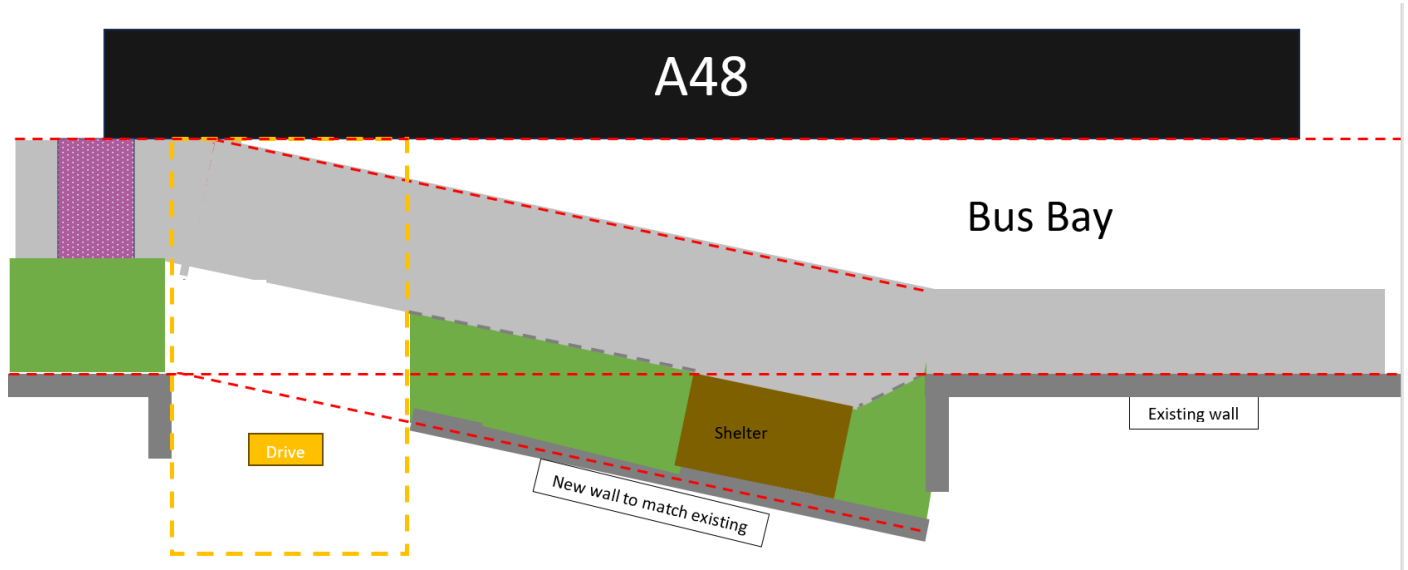 A48
Bus Bay
Existing wall
Shelter
Drive
New wall to match existing